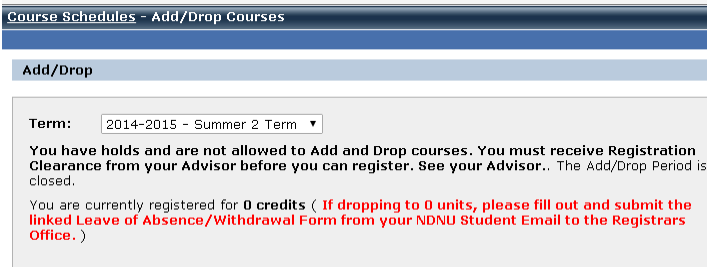 Course Schedules - Add/Drop Courses
Add/Drop
Term: 2014-2015 - Summer 2 Term
You have holds and are not allowed to Add and Drop courses. You must receive Registration
Clearance from your Advisor before you can register. See your Advisor.. The Add/Drop Period is
closed.
You are currently registered for 0 credits ( If dropping to 0 units, please fill out and submit the
linked Leave of Absence/Withdrawal Form from your NDNU Student Email to the Registrars
Office. )